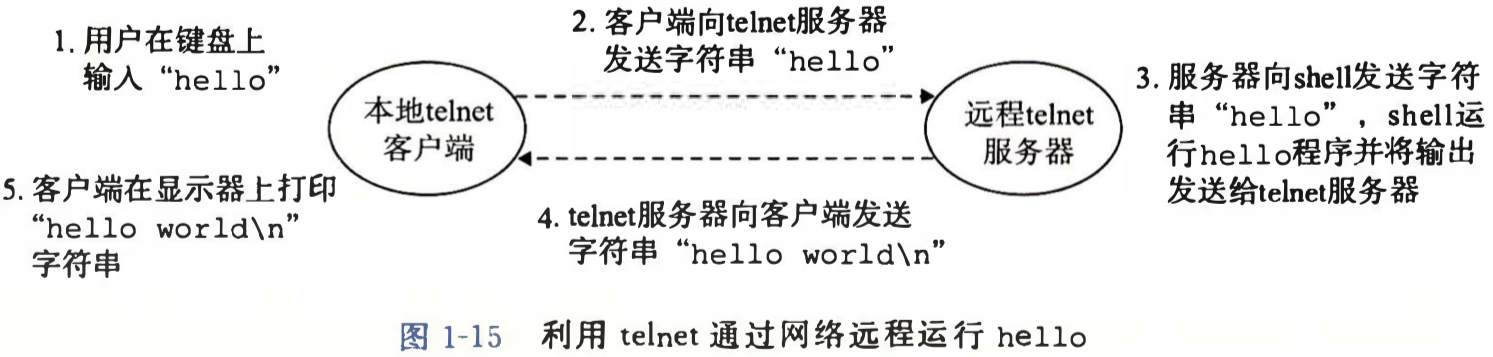 1. 用户在键盘上
输入“hello”
2. 客户端向telnet服务器
发送字符串“hello”
本地telnet
客户端
远程telnet
服务器
3. 服务器向shell发送字符
串“hello”，shell运
行hello程序并将输出
发送给telnet服务器
4. telnet服务器向客户端发送
字符串“hello world\n”
5. 客户端在显示器上打印
“hello world\n”
字符串
图 1-15 利用 telnet 通过网络远程运行 hello